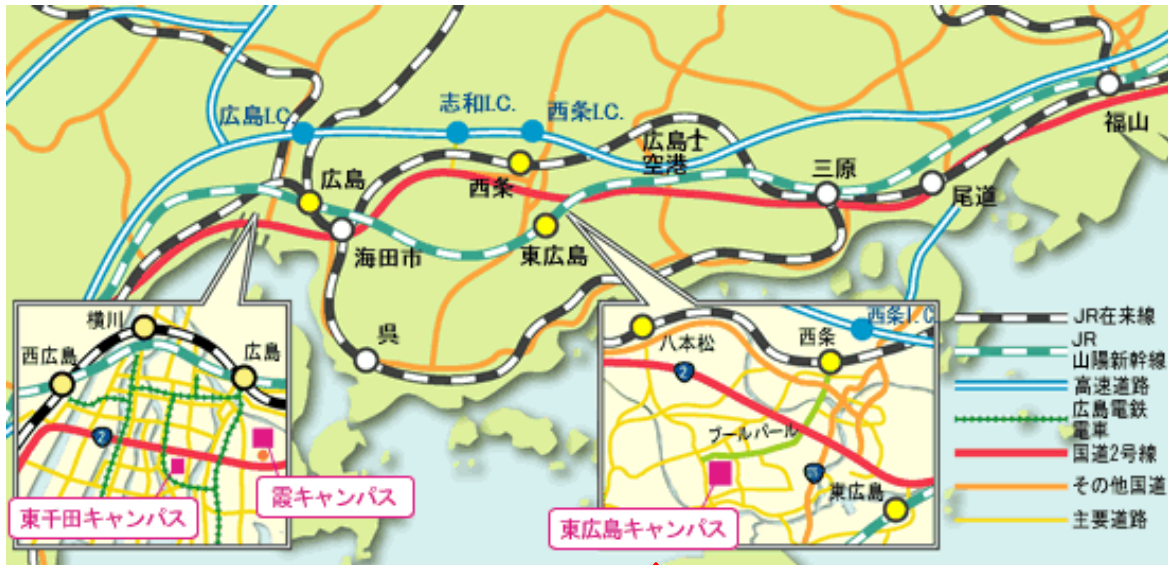 広島I.C.
志和I.C.
西条I.C.
広島
空港
福山
広島
西条
三原
尾道
海田市
東広島
呉
横川
西広島
広島
2
東千田キャンパス
霞キャンパス
西条I.C
八本松
西条
2
ブールバール
東広島
東広島キャンパス
JR在来線
JR
山陽新幹線
高速道路
広島電鉄
電車
国道2号線
その他国道
主要道路